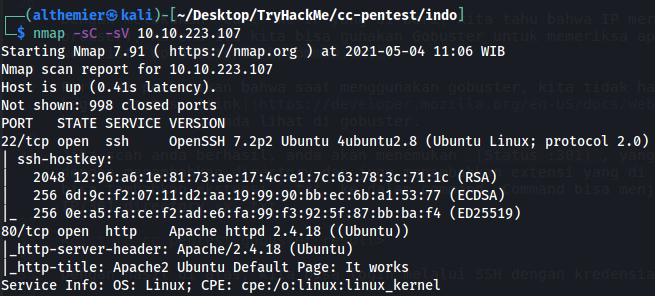 ┌──(althemier㉿kali)-[~/Desktop/TryHackMe/cc-pentest/indo]
└─$ nmap -sC -sV 10.10.223.107
Starting Nmap 7.91 ( https://nmap.org ) at 2021-05-04 11:06 WIB
Nmap scan report for 10.10.223.107
Host is up (0.41s latency).
Not shown: 998 closed ports
PORT   STATE SERVICE VERSION
22/tcp open  ssh     OpenSSH 7.2p2 Ubuntu 4ubuntu2.8 (Ubuntu Linux; protocol 2.0)
| ssh-hostkey:
|   2048 12:96:a6:1e:81:73:ae:17:4c:e1:7c:63:78:3c:71:1c (RSA)
|   256 6d:9c:f2:07:11:d2:aa:19:99:90:bb:ec:6b:a1:53:77 (ECDSA)
|_  256 0e:a5:fa:ce:f2:ad:e6:fa:99:f3:92:5f:87:bb:ba:f4 (ED25519)
80/tcp open  http    Apache httpd 2.4.18 ((Ubuntu))
|_http-server-header: Apache/2.4.18 (Ubuntu)
|_http-title: Apache2 Ubuntu Default Page: It works
Service Info: OS: Linux; CPE: cpe:/o:linux:linux_kernel